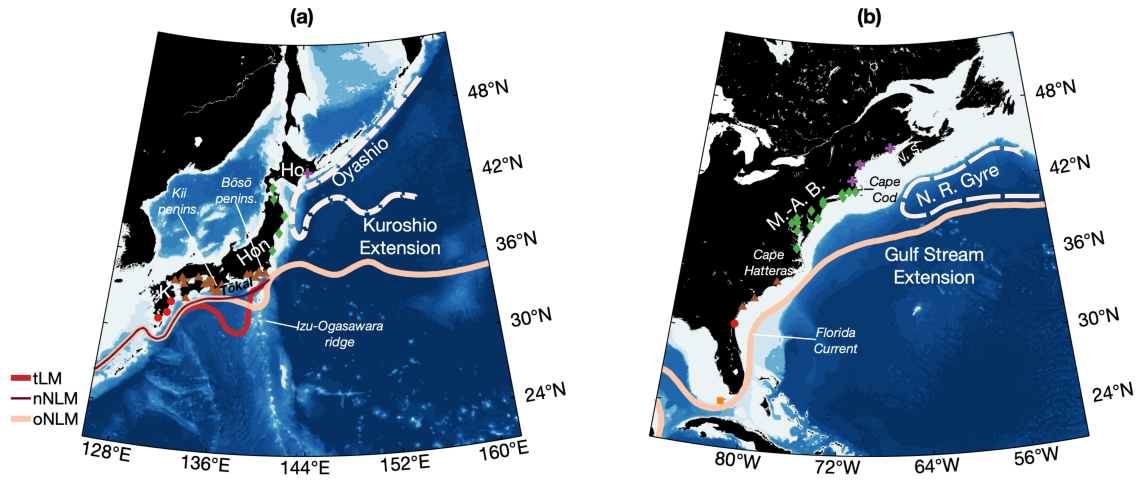 (a)
48°N
42°N
36°N
30°N
24°N
128°E
136°E
144°E
152°E
160°E
Ho
Oyashio
Kii
penins.
Bōsō
penins.
Hon
Kuroshio
Extension
K
Tōkai
Izu-Ogasawara
ridge
tLM
nNLM
oNLM
(b)
48°N
42°N
36°N
30°N
24°N
80°W
72°W
64°W
56°W
N.S.
M.-A. B.
Cape
Cod
N. R. Gyre
Cape
Hatteras
Gulf Stream
Extension
Florida
Current